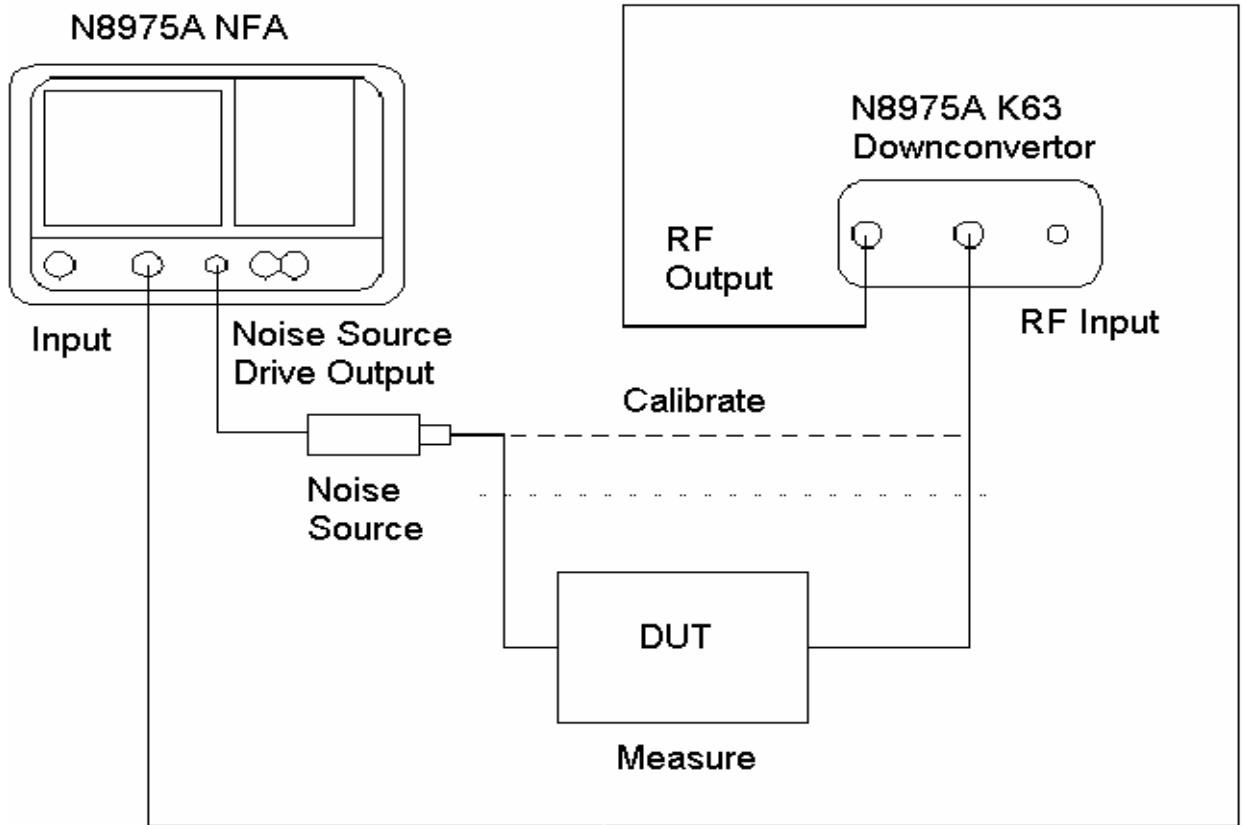 N8975A NFA
N8975A K63
Downconvertor
RF
Output
RF Input
Input
Noise Source
Drive Output
Calibrate
Noise
Source
DUT
Measure